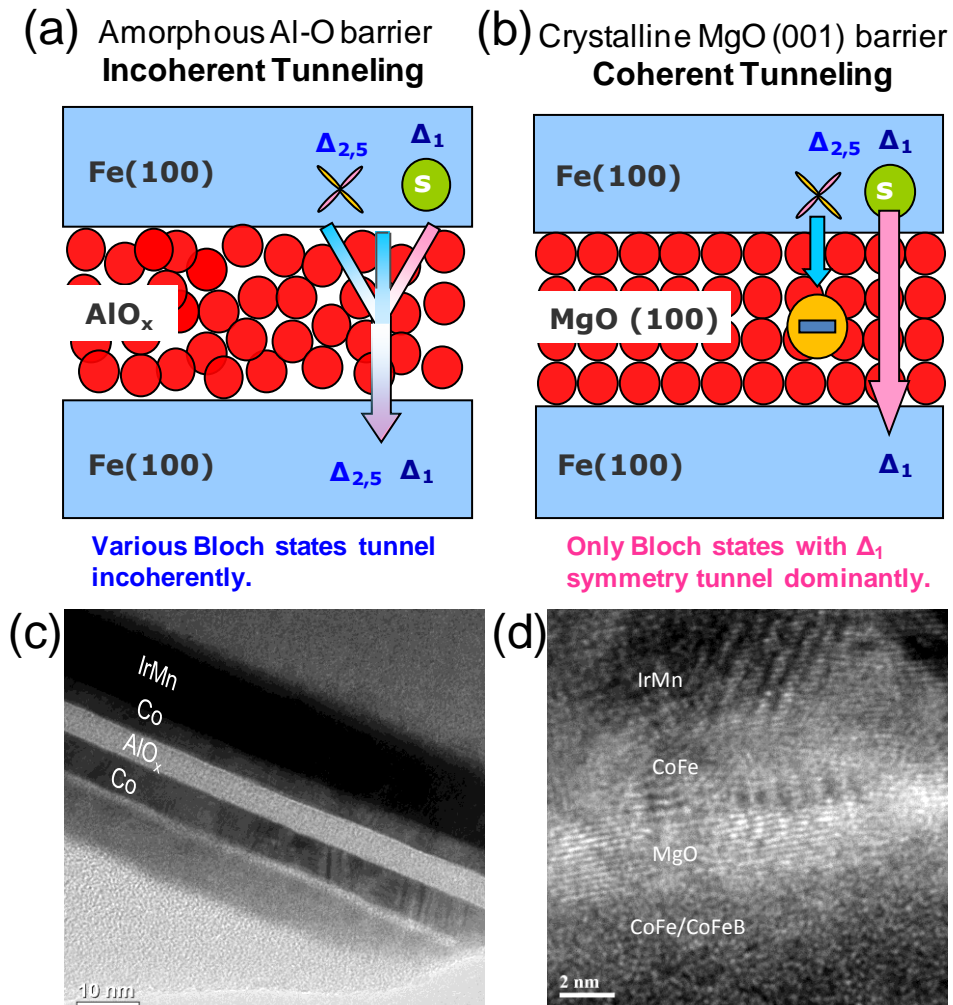 (a) Amorphous Al-O barrier
Incoherent Tunneling
Δ2,5
Δ1
Fe(100)
S
AlOx
Fe(100)
Δ2,5 Δ1
Various Bloch states tunnel
incoherently.
(b) Crystalline MgO (001) barrier
Coherent Tunneling
Δ2,5
Δ1
Fe(100)
S
MgO (100)
Fe(100)
Δ1
Only Bloch states with Δ1
symmetry tunnel dominantly.
(c)
IrMn
Co
AlOx
Co
10 nm
(d)
IrMn
CoFe
MgO
CoFe/CoFeB
2 nm